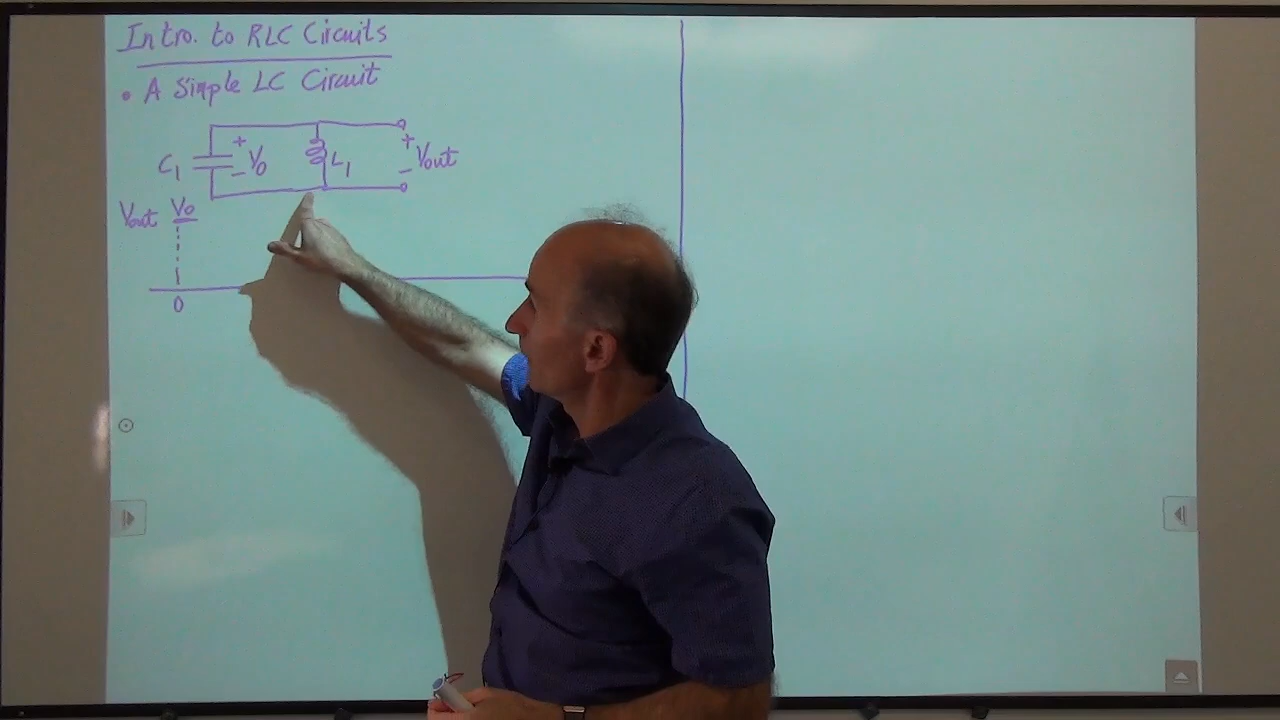 Intro. to RLC Circuits
• A Simple LC Circuit
C1 + V0 − L1 + Vout −
Vout V0
0